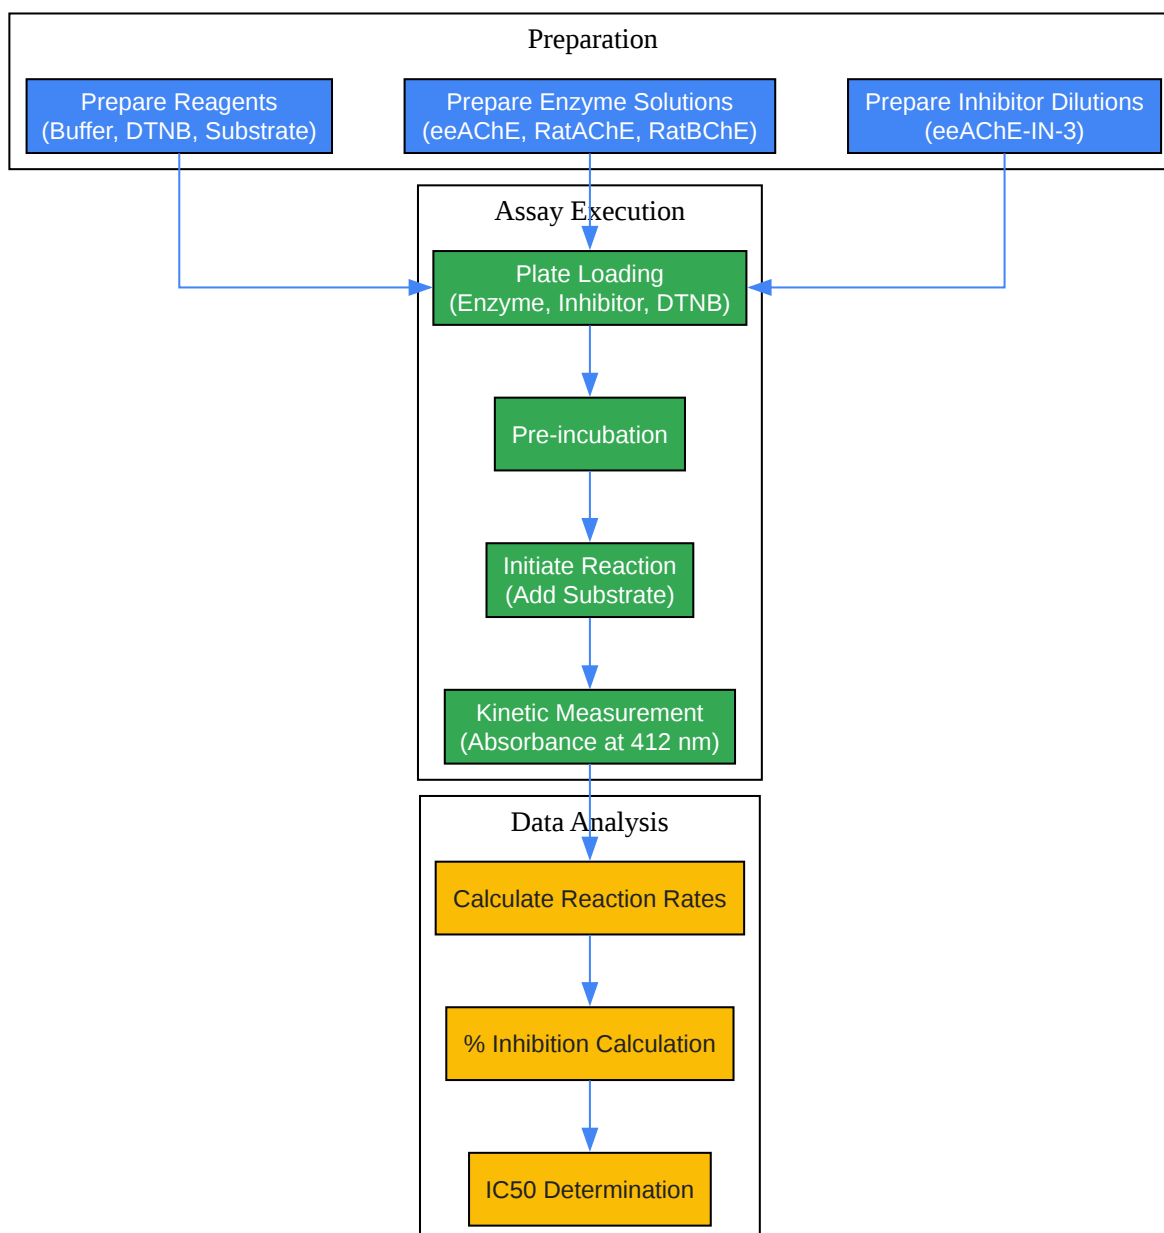 Preparation
Prepare Reagents
(Buffer, DTNB, Substrate)
Prepare Enzyme Solutions
(eeAChE, RatAChE, RatBChE)
Prepare Inhibitor Dilutions
(eeAChE-IN-3)
Assay Execution
Plate Loading
(Enzyme, Inhibitor, DTNB)
Pre-incubation
Initiate Reaction
(Add Substrate)
Kinetic Measurement
(Absorbance at 412 nm)
Data Analysis
Calculate Reaction Rates
% Inhibition Calculation
IC50 Determination